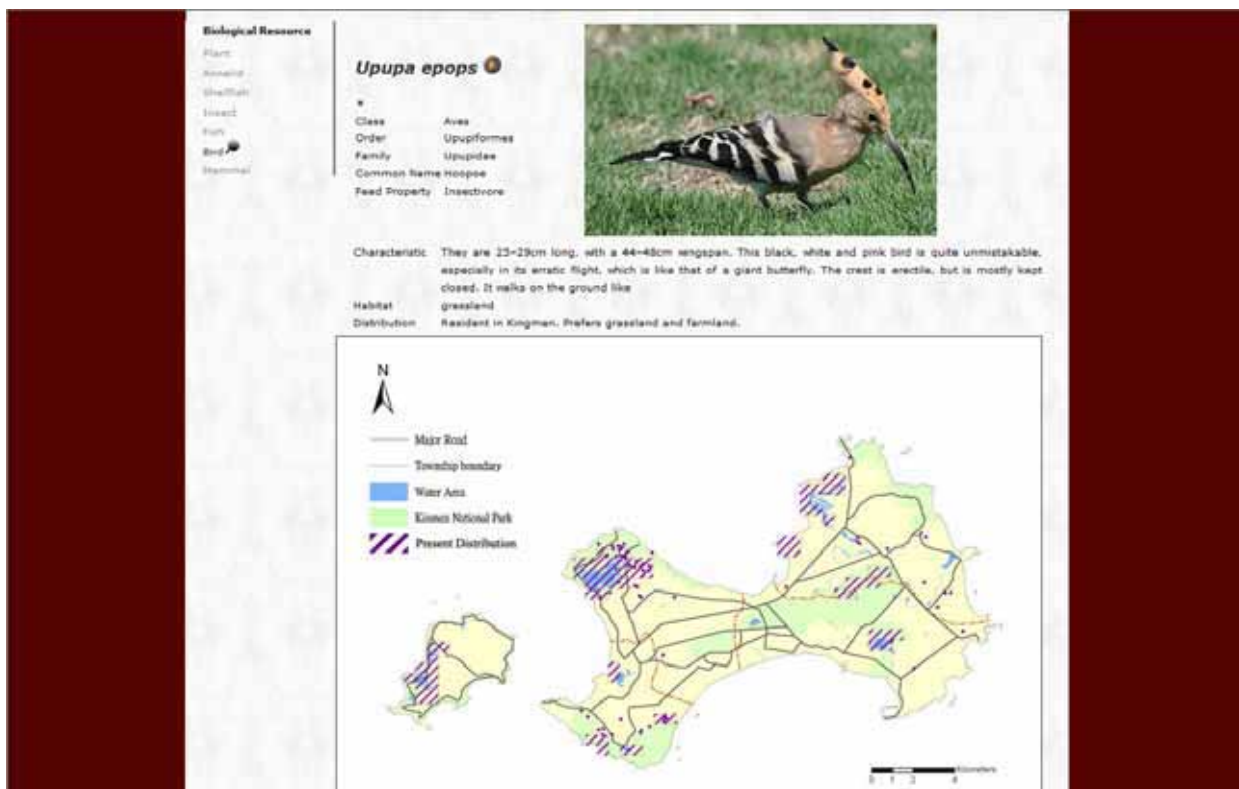 Biological Resource
Plant
Annelid
Shellfish
Insect
Fish
Bird
Mammal
Upupa epops
Class Aves
Order Upupiformes
Family Upupidae
Common Name Hoopoe
Feed Property Insectivore
Characteristic They are 25–29cm long, with a 44–48cm wingspan. This black, white and pink bird is quite unmistakable,
especially in its erratic flight, which is like that of a giant butterfly. The crest is erectile, but is mostly kept
closed. It walks on the ground like
Habitat grassland
Distribution Resident in Kingmen. Prefers grassland and farmland.
N
Major Road
Township boundary
Water Area
Kinmen National Park
Present Distribution
Kilometers
0 1 2 4